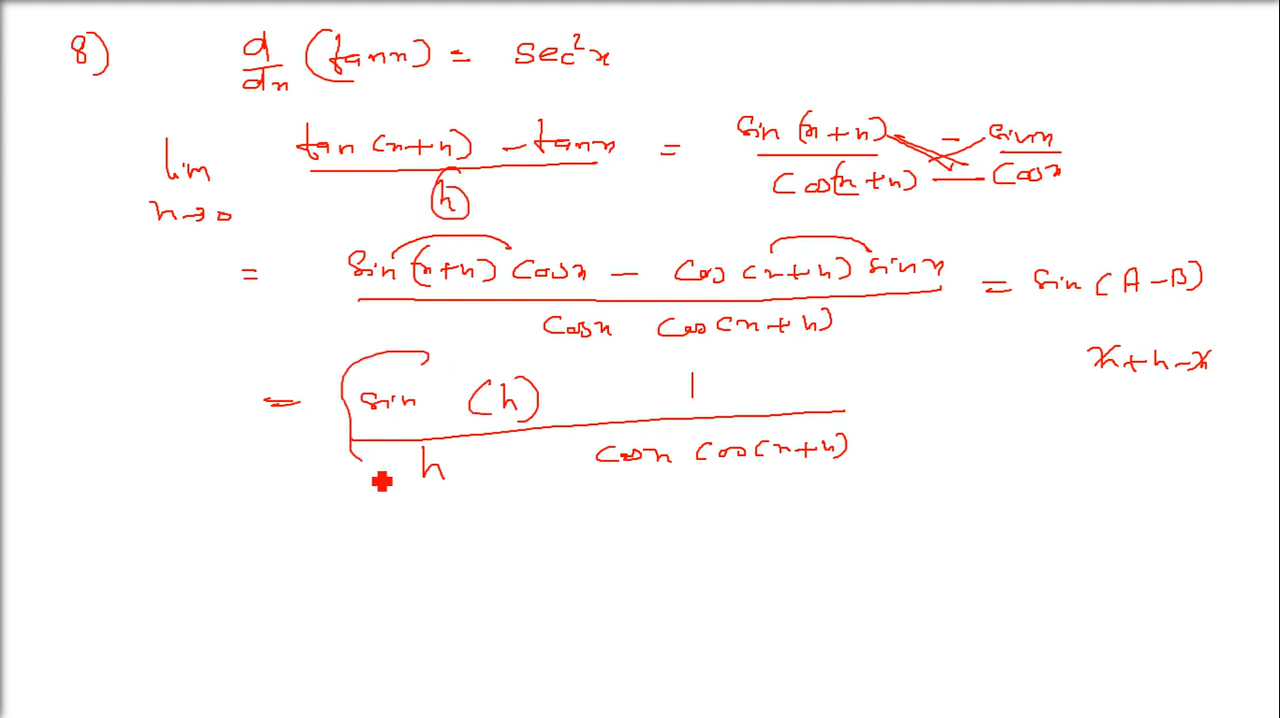 8) d/dx (tanx) = sec²x
lim h→0 tan(x+h) - tanx / h = sin(x+h) / cos(x+h) - sinx / cosx
= sin(x+h) cosx - cos(x+h) sinx / cosx cos(x+h) = sin(A-B)
x+h-x
= sin (h) / h 1 / cosx cos(x+h)